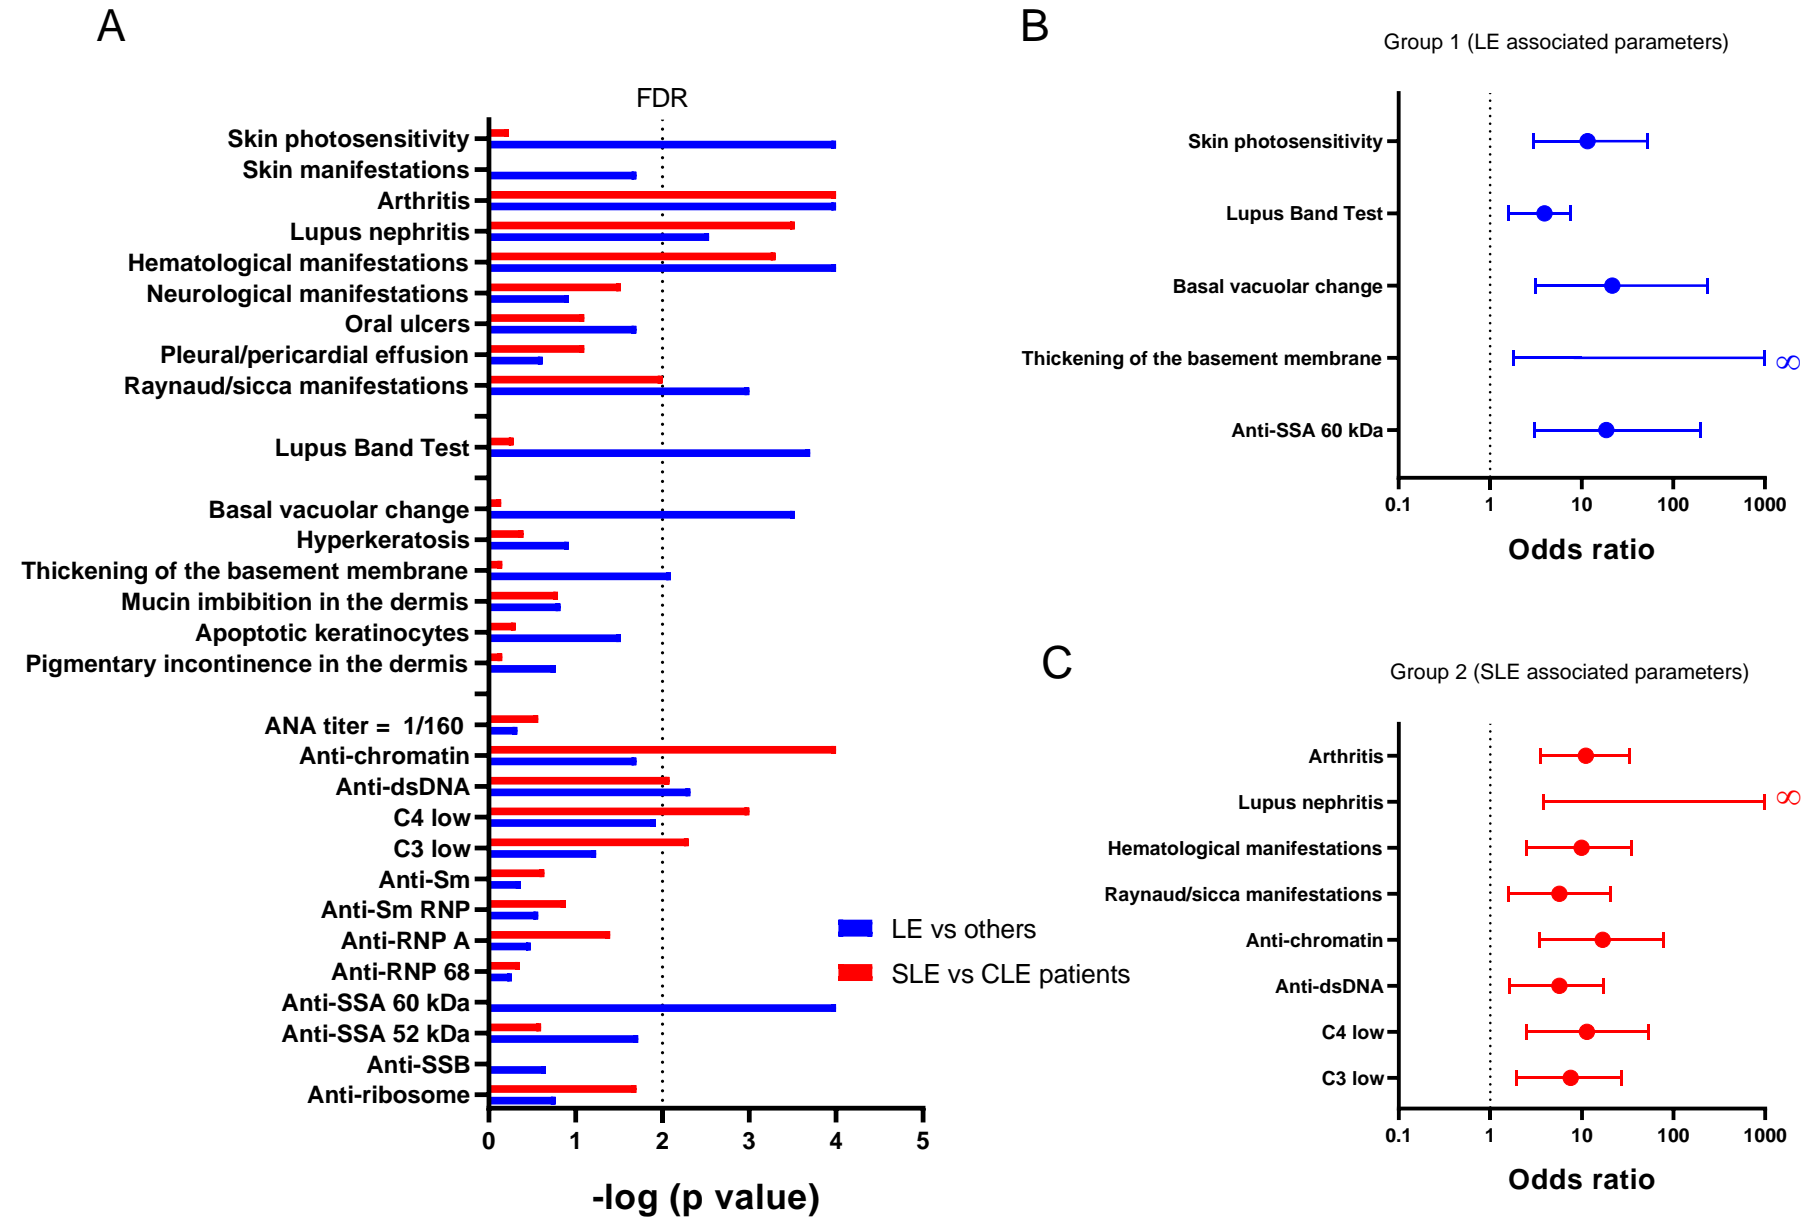 A
FDR
Skin photosensitivity
Skin manifestations
Arthritis
Lupus nephritis
Hematological manifestations
Neurological manifestations
Oral ulcers
Pleural/pericardial effusion
Raynaud/sicca manifestations
Lupus Band Test
Basal vacuolar change
Hyperkeratosis
Thickening of the basement membrane
Mucin imbibition in the dermis
Apoptotic keratinocytes
Pigmentary incontinence in the dermis
ANA titer = 1/160
Anti-chromatin
Anti-dsDNA
C4 low
C3 low
Anti-Sm
Anti-Sm RNP
Anti-RNP A
Anti-RNP 68
Anti-SSA 60 kDa
Anti-SSA 52 kDa
Anti-SSB
Anti-ribosome
0 1 2 3 4 5
-log (p value)
LE vs others
SLE vs CLE patients
B
Group 1 (LE associated parameters)
Skin photosensitivity
Lupus Band Test
Basal vacuolar change
Thickening of the basement membrane
∞
Anti-SSA 60 kDa
0.1 1 10 100 1000
Odds ratio
C
Group 2 (SLE associated parameters)
Arthritis
Lupus nephritis
∞
Hematological manifestations
Raynaud/sicca manifestations
Anti-chromatin
Anti-dsDNA
C4 low
C3 low
0.1 1 10 100 1000
Odds ratio